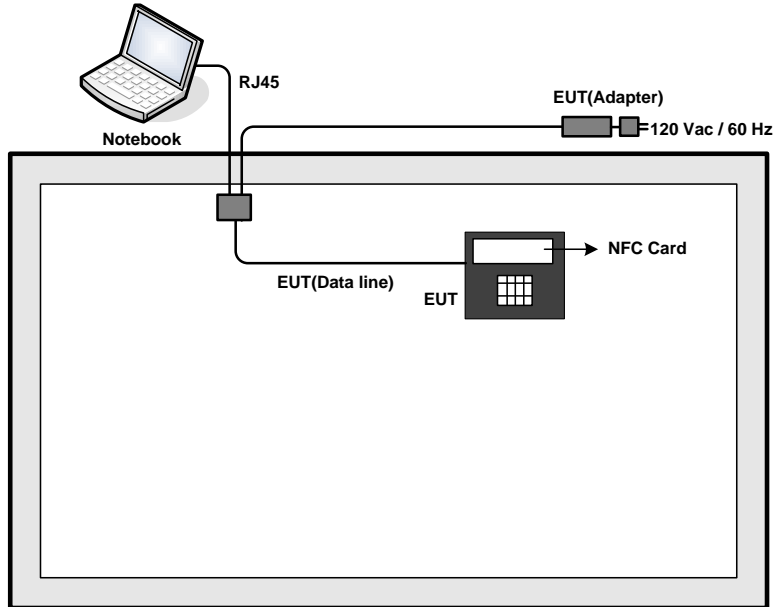 RJ45
EUT(Adapter)
120 Vac / 60 Hz
Notebook
NFC Card
EUT(Data line)
EUT